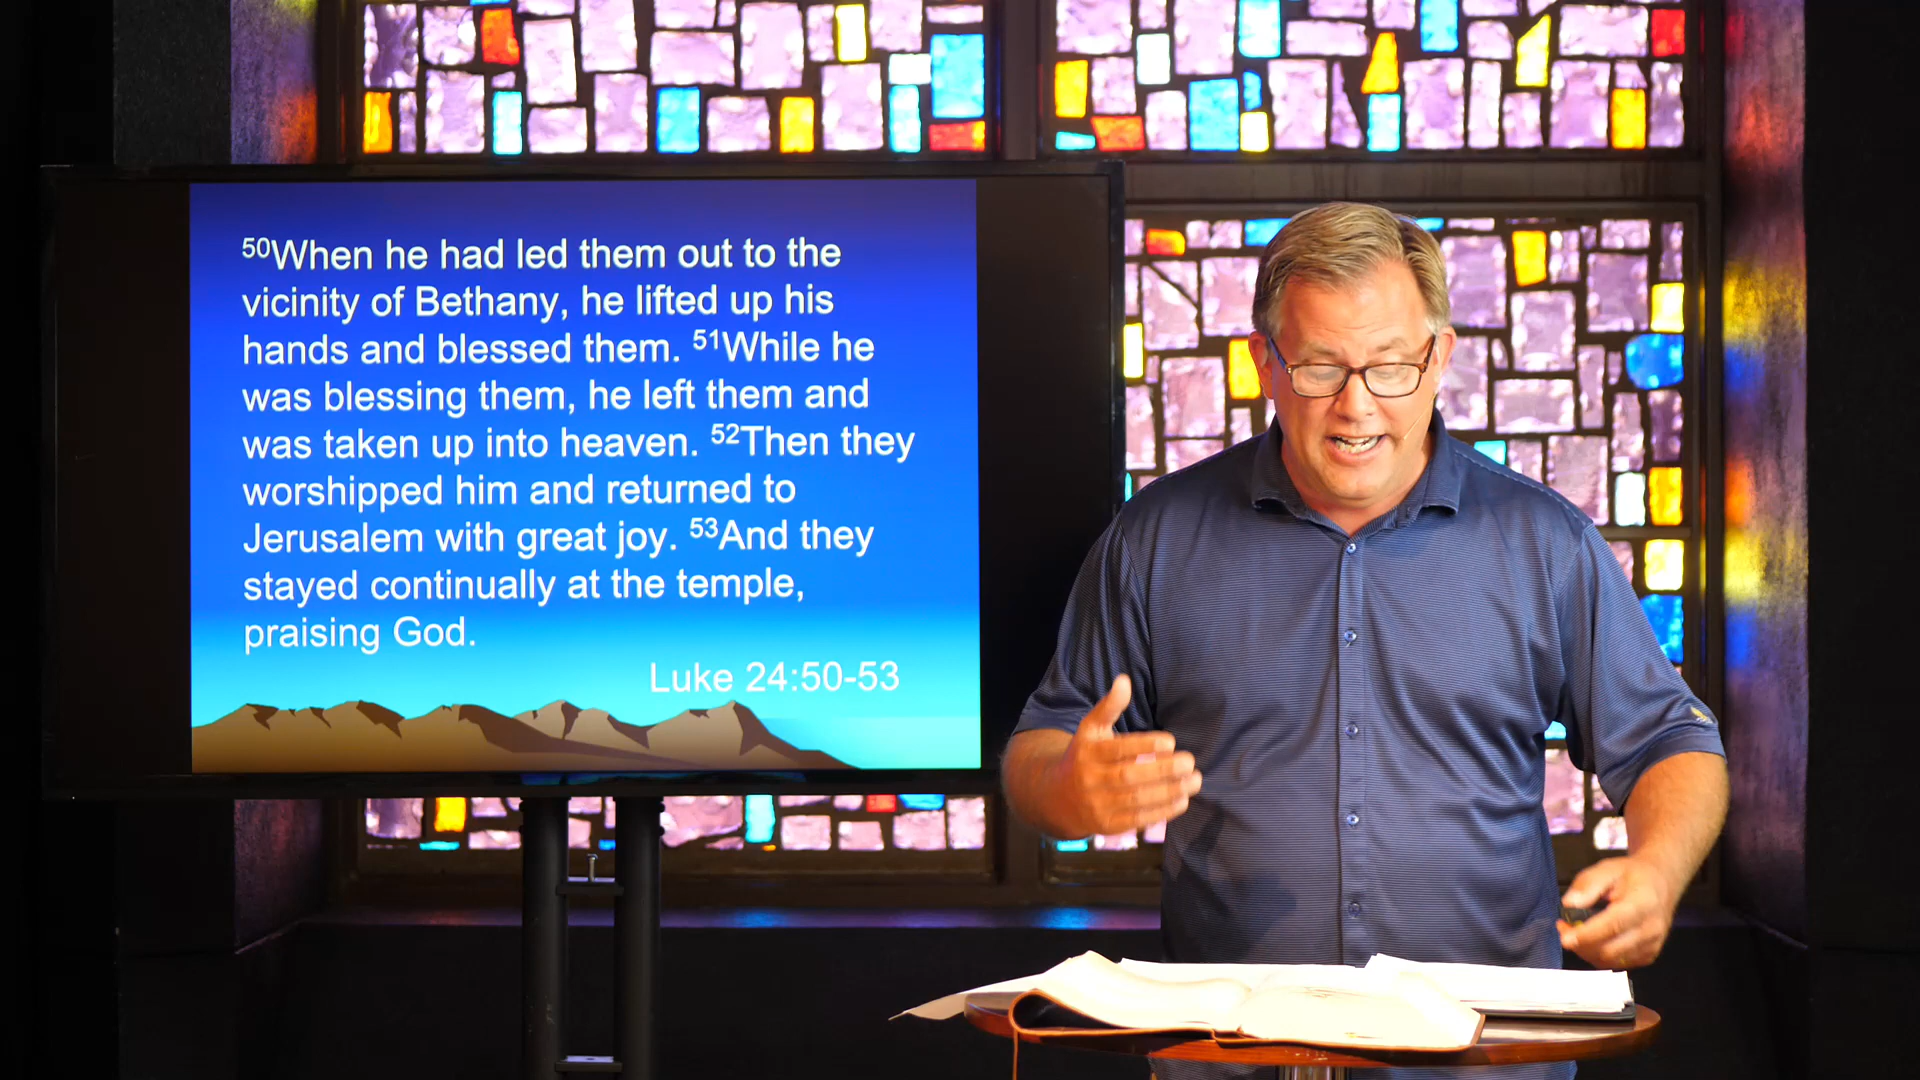 50When he had led them out to the
vicinity of Bethany, he lifted up his
hands and blessed them. 51While he
was blessing them, he left them and
was taken up into heaven. 52Then they
worshipped him and returned to
Jerusalem with great joy. 53And they
stayed continually at the temple,
praising God.
Luke 24:50-53